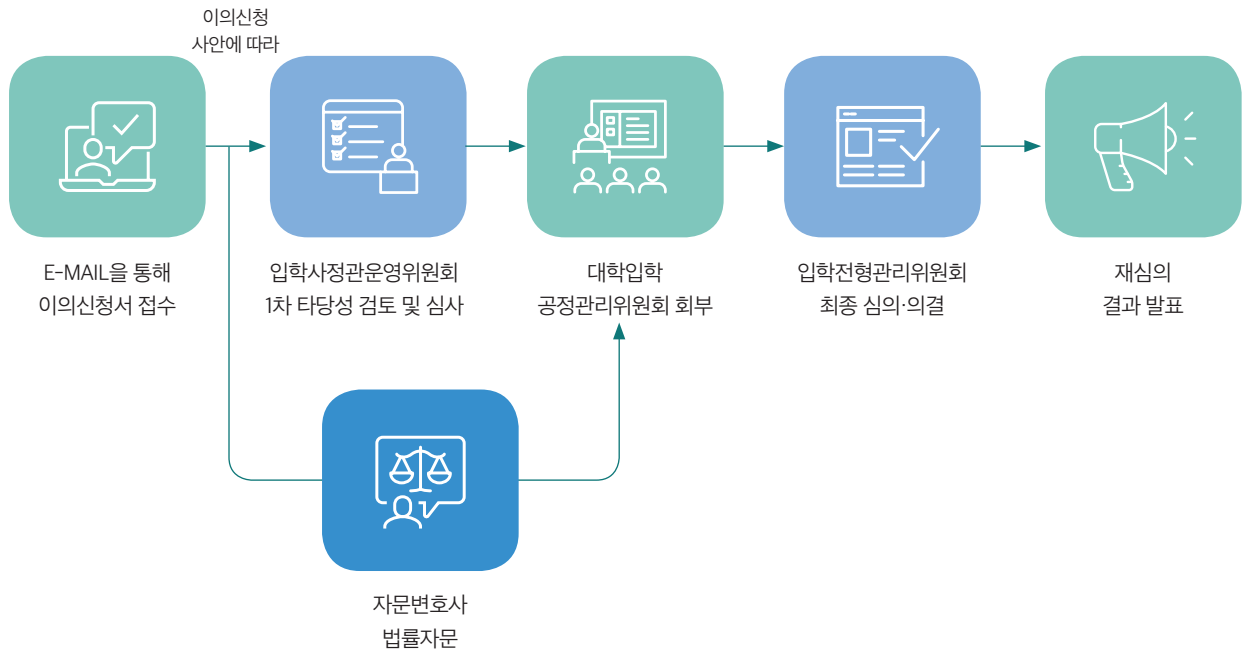 이의신청
사안에 따라
E-MAIL을 통해
이의신청서 접수
입학사정관운영위원회
1차 타당성 검토 및 심사
대학입학
공정관리위원회 회부
입학전형관리위원회
최종 심의·의결
재심의
결과 발표
자문변호사
법률자문